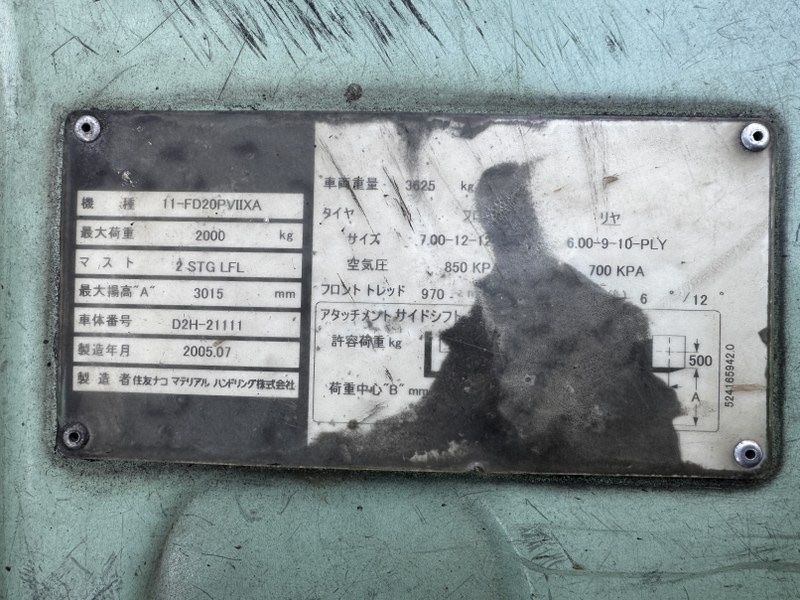 機 種 11-FD20PVIIXA
最大荷重 2000 kg
マスト 2 STG LFL
最大揚高"A" 3015 mm
車体番号 D2H-21111
製造年月 2005.07
製造者 住友ナコ マテリアル ハンドリング株式会社
車両重量 3625 kg
タイヤ リヤ
サイズ 7.00-12-12 6.00-9-10-PLY
空気圧 850 KPA 700 KPA
フロント トレッド 970 6 °/12 °
アタッチメント サイドシフト
許容荷重 kg
荷重中心"B" mm
500
A
524165942.0